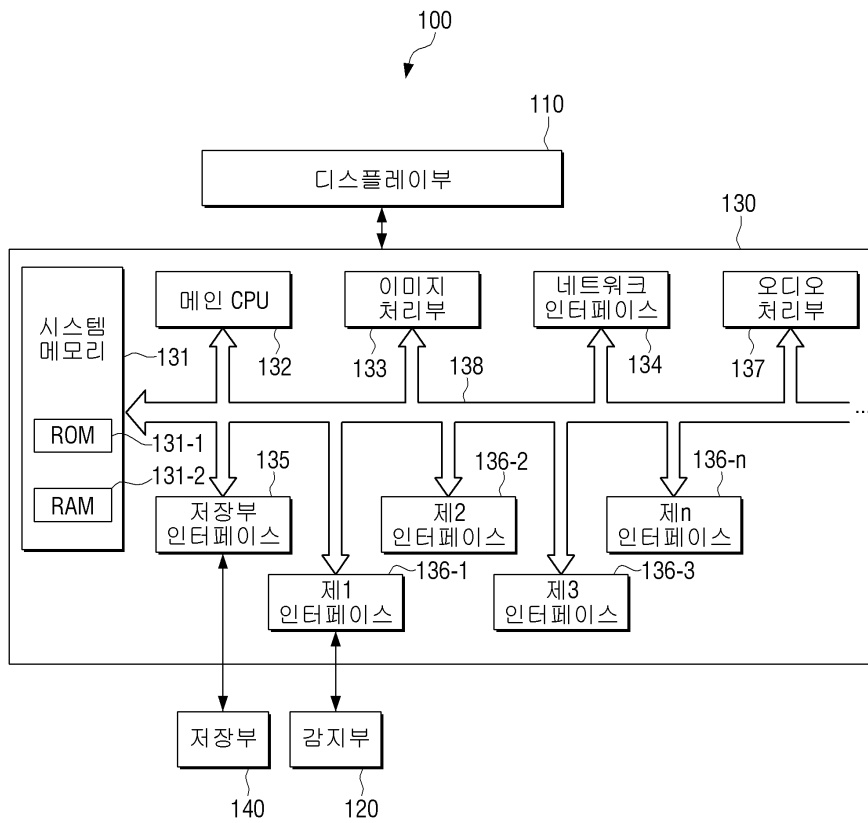 100
110
디스플레이부
130
시스템
메모리
131
ROM
131-1
RAM
131-2
메인 CPU
132
이미지
처리부
133
네트워크
인터페이스
134
오디오
처리부
137
138
...
135
저장부
인터페이스
136-2
제2
인터페이스
136-n
제n
인터페이스
제1
인터페이스
136-1
제3
인터페이스
136-3
저장부
140
감지부
120